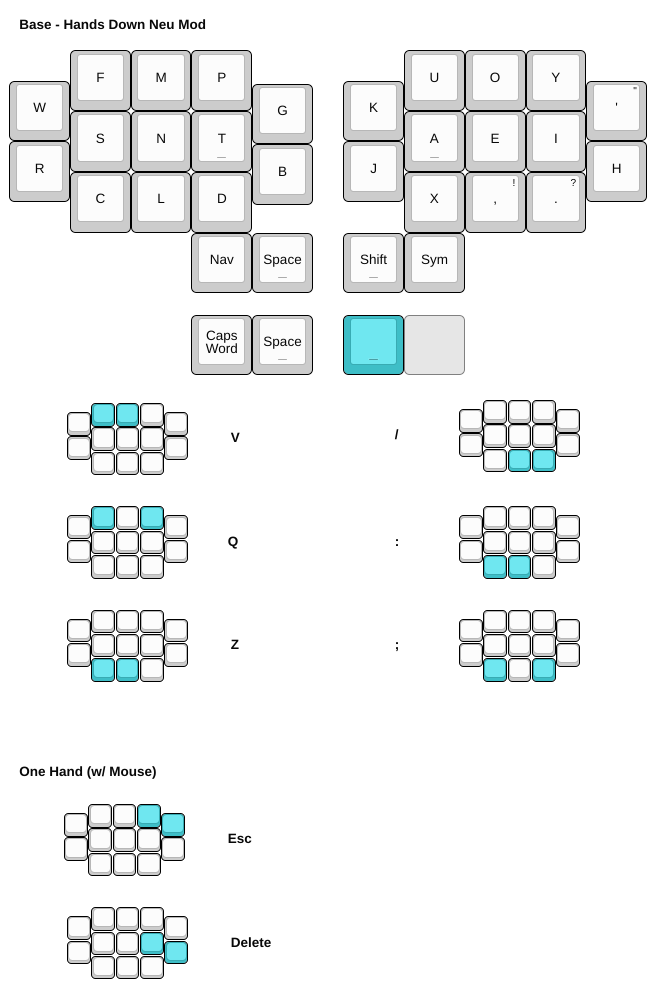 Base - Hands Down Neu Mod
F M P U O Y
W G K " '
S N T _ A _ E I
R B J H
C L D X ! , ? .
Nav Space _ Shift _ Sym
Caps Word Space _ _
V /
Q :
Z ;
One Hand (w/ Mouse)
Esc
Delete